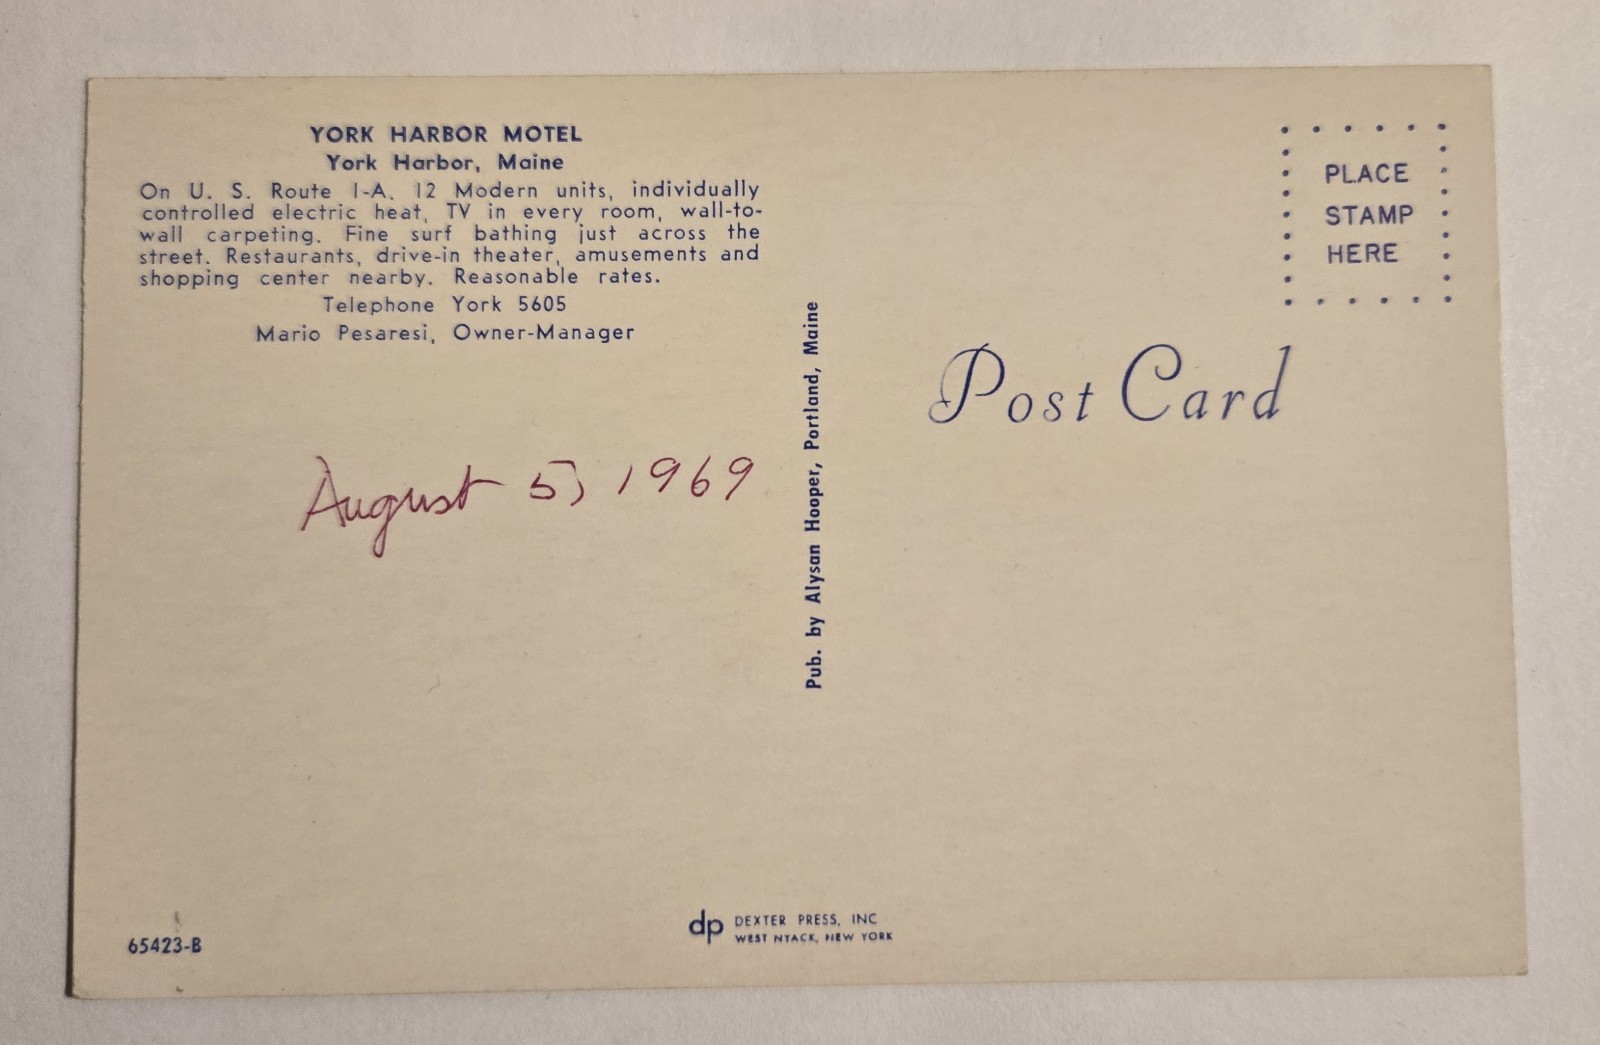 YORK HARBOR MOTEL
York Harbor, Maine
On U. S. Route 1-A. 12 Modern units, individually
controlled electric heat, TV in every room, wall-to-
wall carpeting. Fine surf bathing just across the
street. Restaurants, drive-in theater, amusements and
shopping center nearby. Reasonable rates.
Telephone York 5605
Mario Pesaresi, Owner-Manager
August 5, 1969
65423-B
Pub. by Alysan Hooper, Portland, Maine
dp DEXTER PRESS, INC
WEST NYACK, NEW YORK
PLACE
STAMP
HERE
Post Card